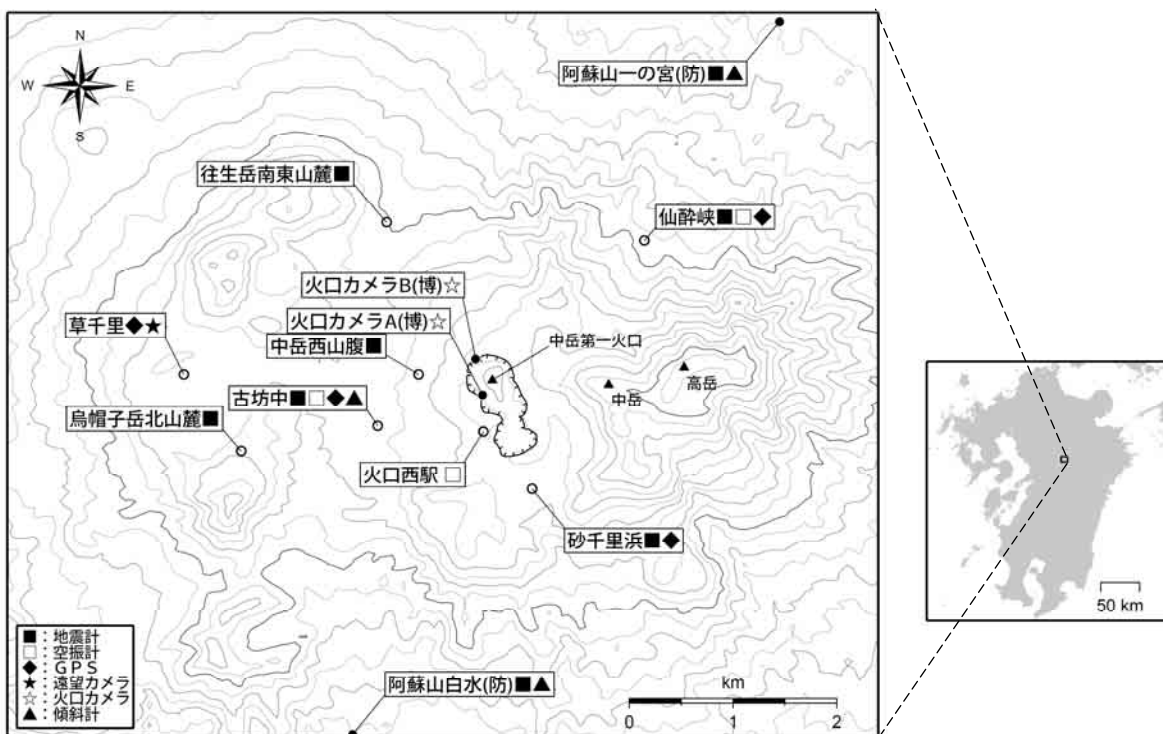 N
W E
S
阿蘇山一の宮(防)■▲
往生岳南東山麓■
仙酔峡■□◆
火口カメラB(博)☆
火口カメラA(博)☆
中岳第一火口
草千里◆★
中岳西山腹■
高岳
中岳
古坊中■□◆▲
烏帽子岳北山麓■
火口西駅 □
砂千里浜■◆
阿蘇山白水(防)■▲
■:地震計
□:空振計
◆:GPS
★:遠望カメラ
☆:火口カメラ
▲:傾斜計
km
0 1 2
50 km